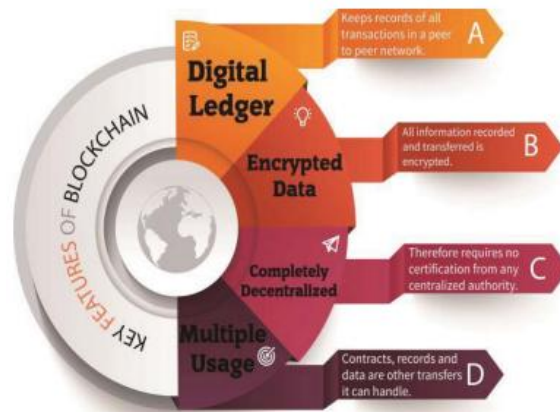 KEY FEATURES OF BLOCKCHAIN
Digital
Ledger
Keeps records of all
transactions in a peer
to peer network.
A
Encrypted
Data
All information recorded
and transferred is
encrypted.
B
Completely
Decentralized
Therefore requires no
certification from any
centralized authority.
C
Multiple
Usage
Contracts, records and
data are other transfers
it can handle.
D